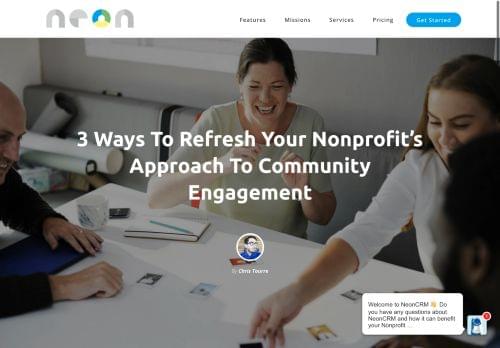 neon
Features Missions Services Pricing Get Started
3 Ways To Refresh Your Nonprofit's
Approach To Community
Engagement
By Chris Tourre
Welcome to NeonCRM 👋 Do
you have any questions about
NeonCRM and how it can benefit
your Nonprofit ...
1